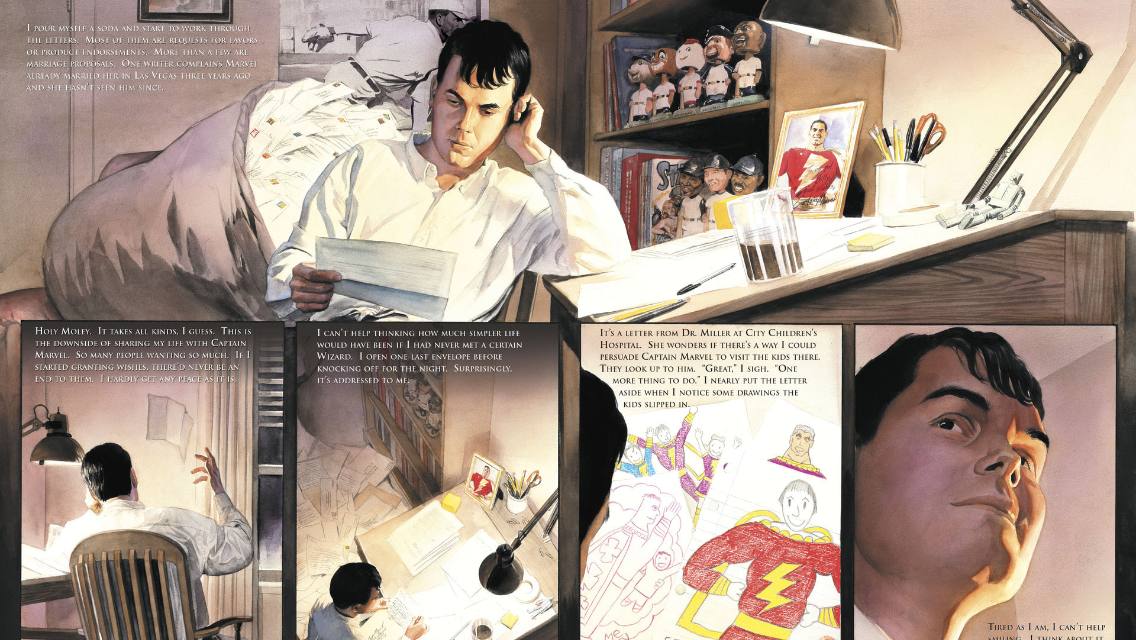 I pour myself a soda and start to work through
the letters. Most of them are requests for favors
or product endorsements. More than a few are
marriage proposals. One writer complains Marvel
already married her in Las Vegas three years ago
and she hasn't seen him since.
Holy Moley. It takes all kinds, I guess. This is
the downside of sharing my life with Captain
Marvel. So many people wanting so much. If I
started granting wishes, there'd never be an
end to them. I hardly get any peace as it is.
I can't help thinking how much simpler life
would have been if I had never met a certain
Wizard. I open one last envelope before
knocking off for the night. Surprisingly,
it's addressed to me.
It's a letter from Dr. Miller at City Children's
Hospital. She wonders if there's a way I could
persuade Captain Marvel to visit the kids there.
They look up to him. "Great," I sigh. "One
more thing to do." I nearly put the letter
aside when I notice some drawings the
kids slipped in.
Tired as I am, I can't help
smiling. I think about it